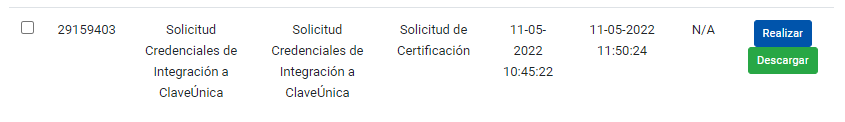 29159403
Solicitud
Credenciales de
Integración a
ClaveÚnica
Solicitud
Credenciales de
Integración a
ClaveÚnica
Solicitud de
Certificación
11-05-
2022
10:45:22
11-05-2022
11:50:24
N/A
Realizar
Descargar